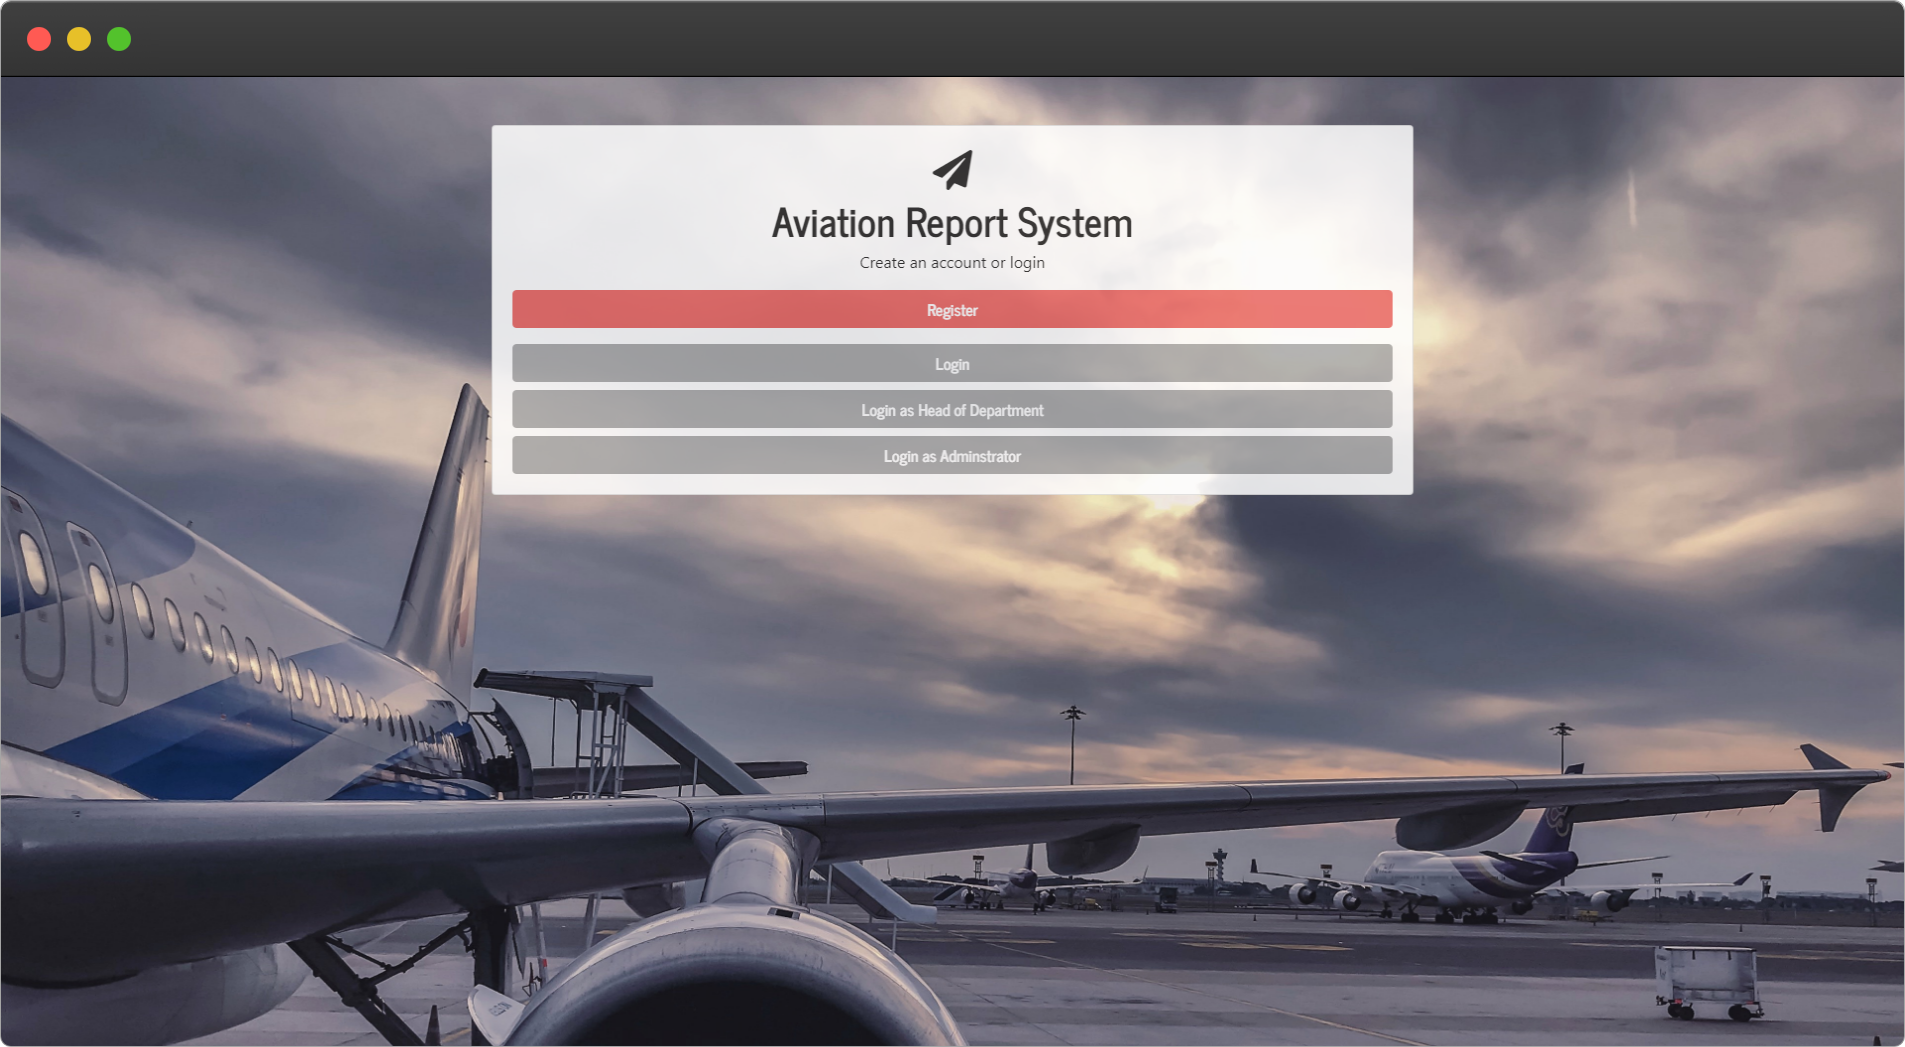 Aviation Report System
Create an account or login
Register
Login
Login as Head of Department
Login as Adminstrator